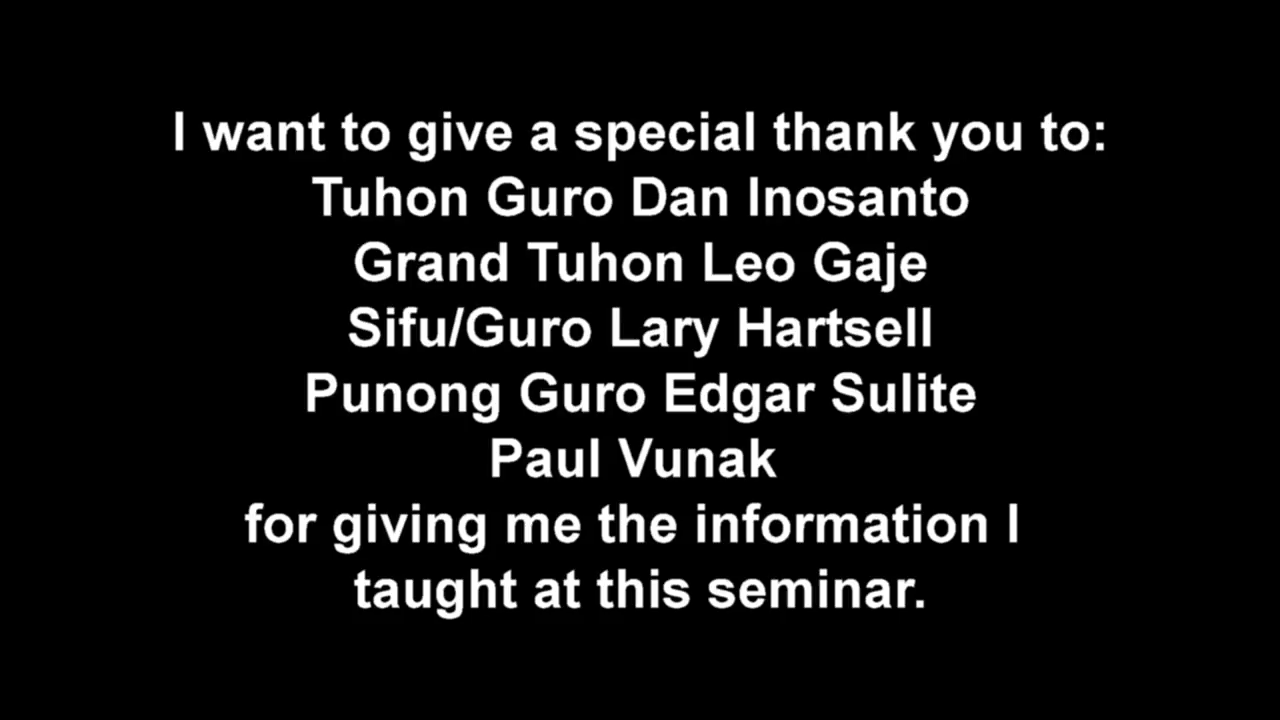 I want to give a special thank you to:
Tuhon Guro Dan Inosanto
Grand Tuhon Leo Gaje
Sifu/Guro Lary Hartsell
Punong Guro Edgar Sulite
Paul Vunak
for giving me the information I
taught at this seminar.